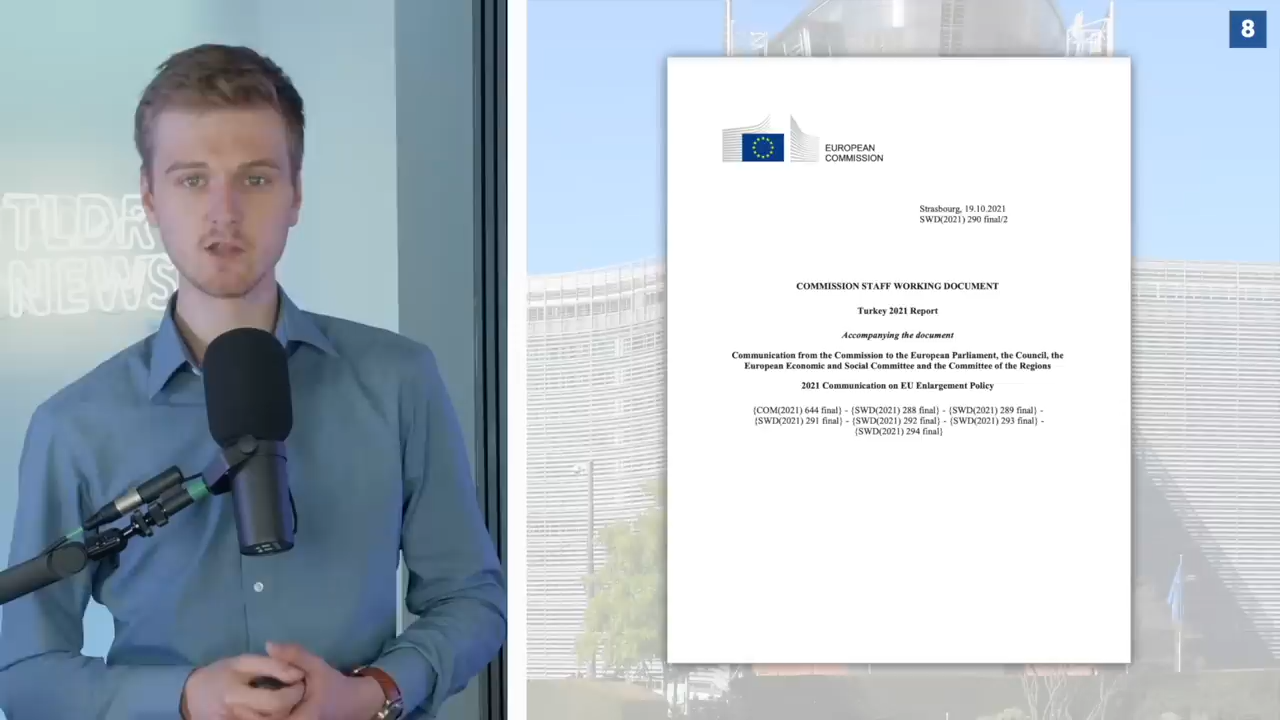 TLDR
NEWS
8
EUROPEAN
COMMISSION
Strasbourg, 19.10.2021
SWD(2021) 290 final/2
COMMISSION STAFF WORKING DOCUMENT
Turkey 2021 Report
Accompanying the document
Communication from the Commission to the European Parliament, the Council, the
European Economic and Social Committee and the Committee of the Regions
2021 Communication on EU Enlargement Policy
{COM(2021) 644 final} - {SWD(2021) 288 final} - {SWD(2021) 289 final} -
{SWD(2021) 291 final} - {SWD(2021) 292 final} - {SWD(2021) 293 final} -
{SWD(2021) 294 final}